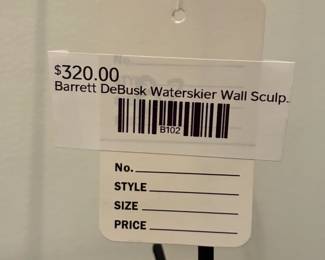 $320.00
Barrett DeBusk Waterskier Wall Sculp..
B102
No.
STYLE
SIZE
PRICE